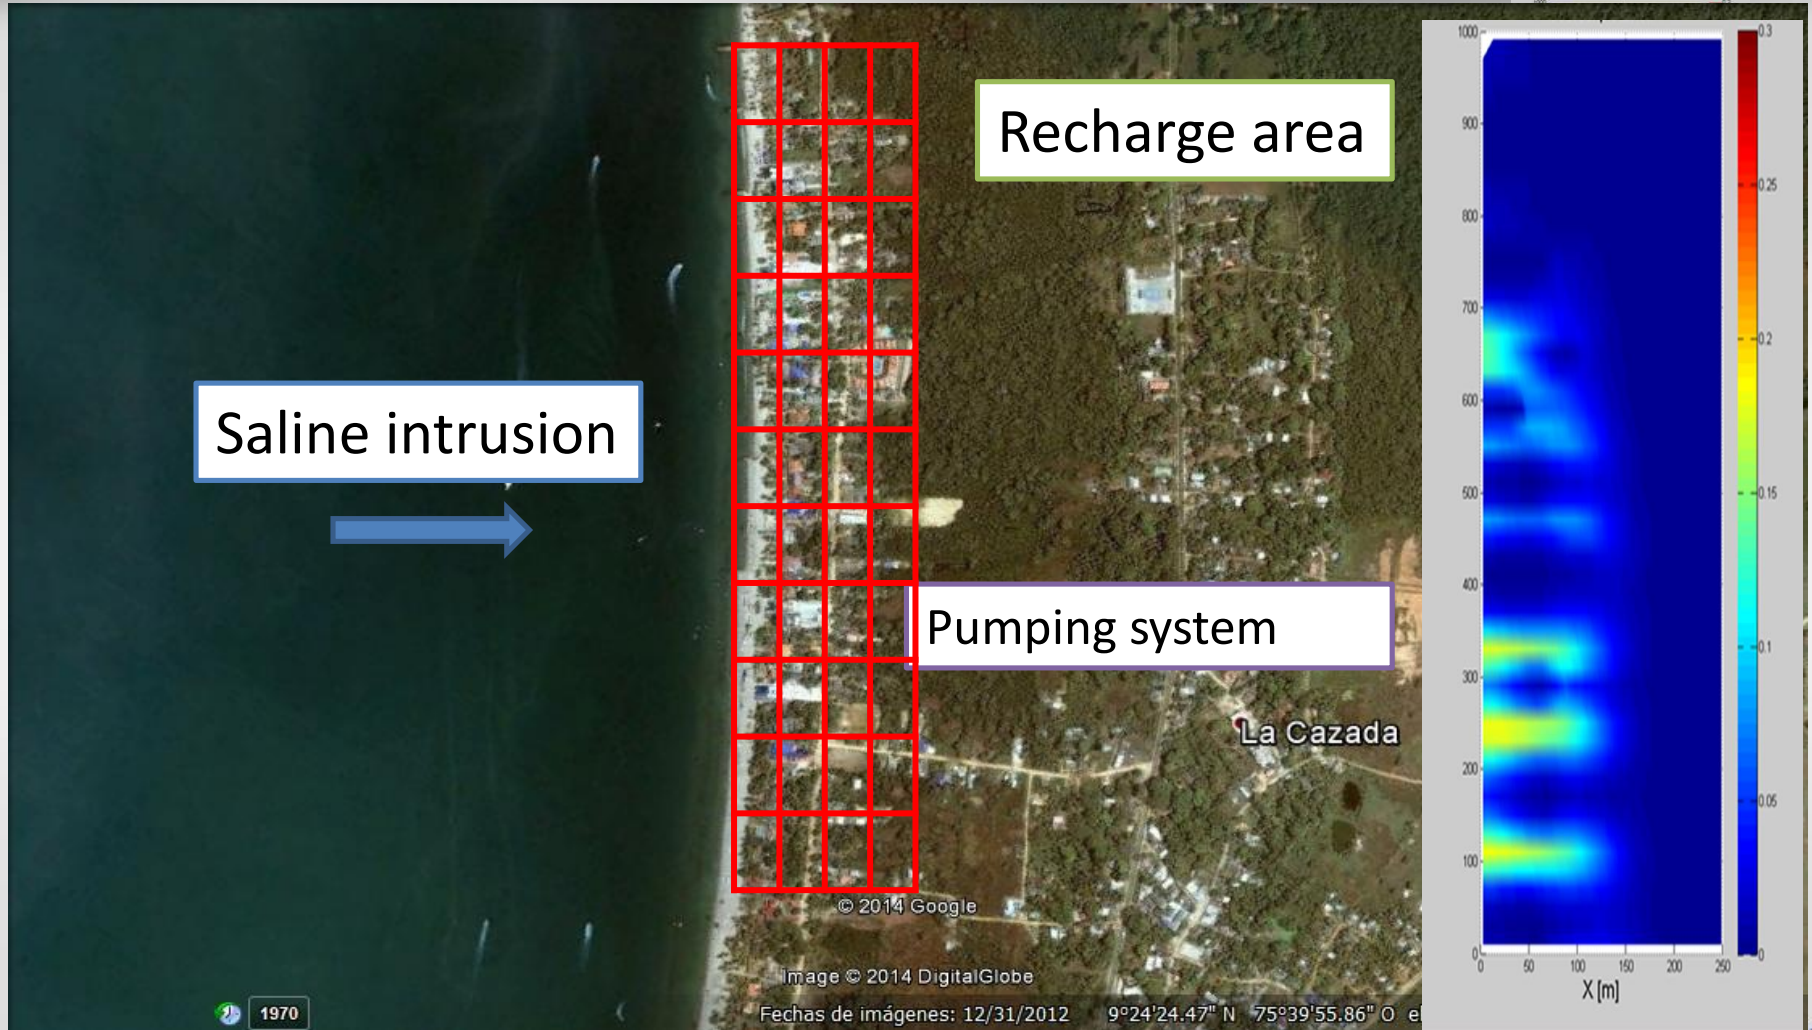 Recharge area
Saline intrusion
Pumping system
La Cazada
© 2014 Google
Image © 2014 DigitalGlobe
1970
Fechas de imágenes: 12/31/2012 9°24'24.47" N 75°39'55.86" O el
1000
900
800
700
600
500
400
300
200
100
0
0 50 100 150 200 250
X [m]
0.3
0.25
0.2
0.15
0.1
0.05
0